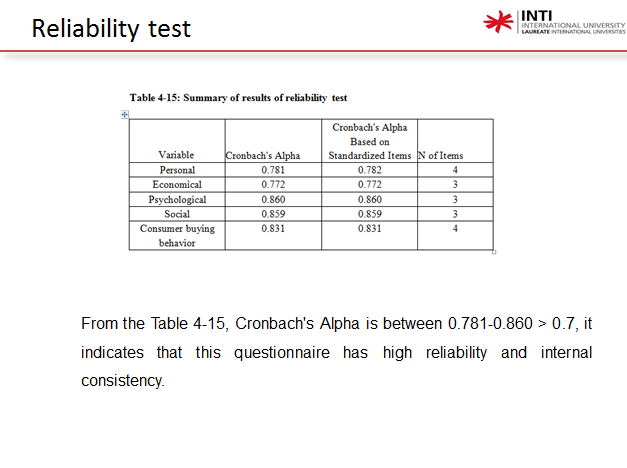 Reliability test
INTI
INTERNATIONAL UNIVERSITY
LAUREATE INTERNATIONAL UNIVERSITIES
Table 4-15: Summary of results of reliability test
Variable Cronbach's Alpha Cronbach's Alpha Based on Standardized Items N of Items
Personal 0.781 0.782 4
Economical 0.772 0.772 3
Psychological 0.860 0.860 3
Social 0.859 0.859 3
Consumer buying behavior 0.831 0.831 4
From the Table 4-15, Cronbach's Alpha is between 0.781-0.860 > 0.7, it
indicates that this questionnaire has high reliability and internal
consistency.